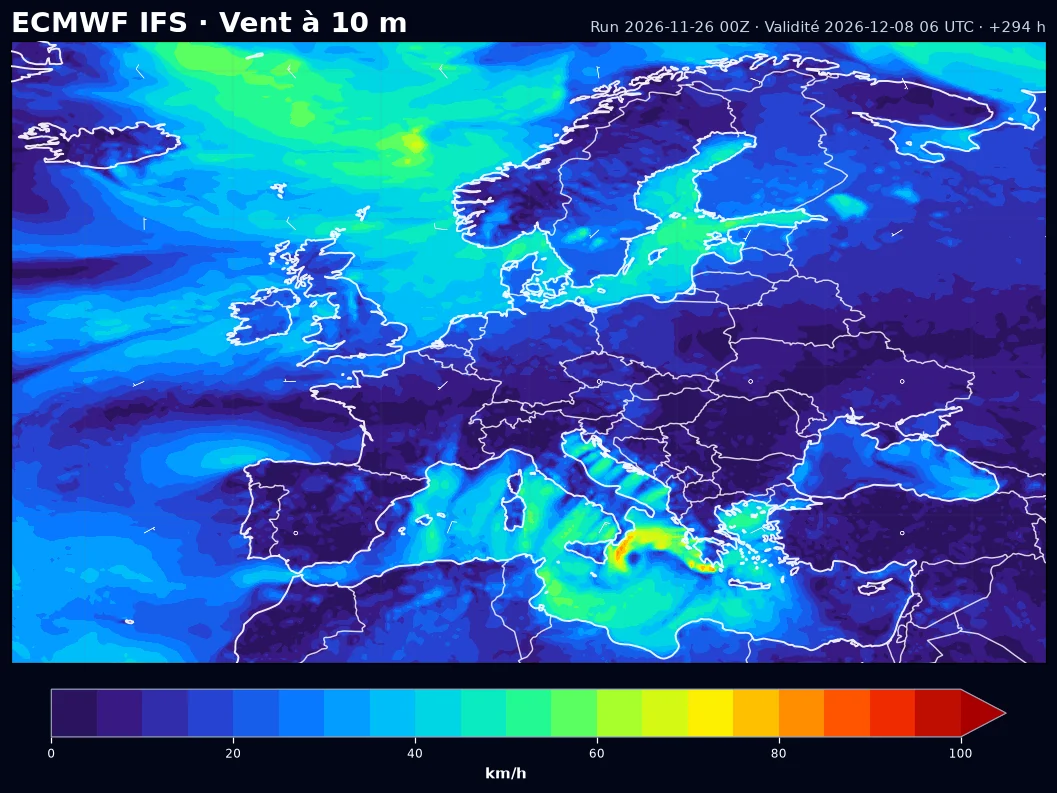 ECMWF IFS · Vent à 10 m
Run 2026-11-26 00Z · Validité 2026-12-08 06 UTC · +294 h
0 20 40 60 80 100
km/h